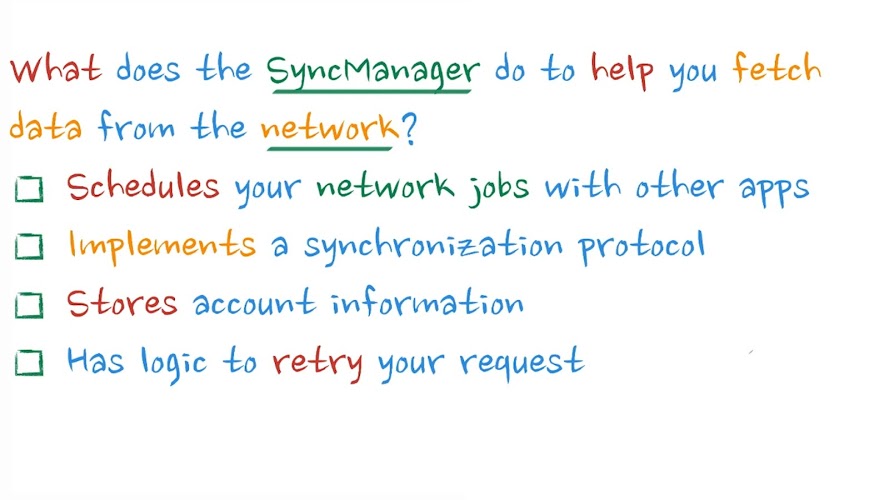 What does the SyncManager do to help you fetch
data from the network?
Schedules your network jobs with other apps
Implements a synchronization protocol
Stores account information
Has logic to retry your request